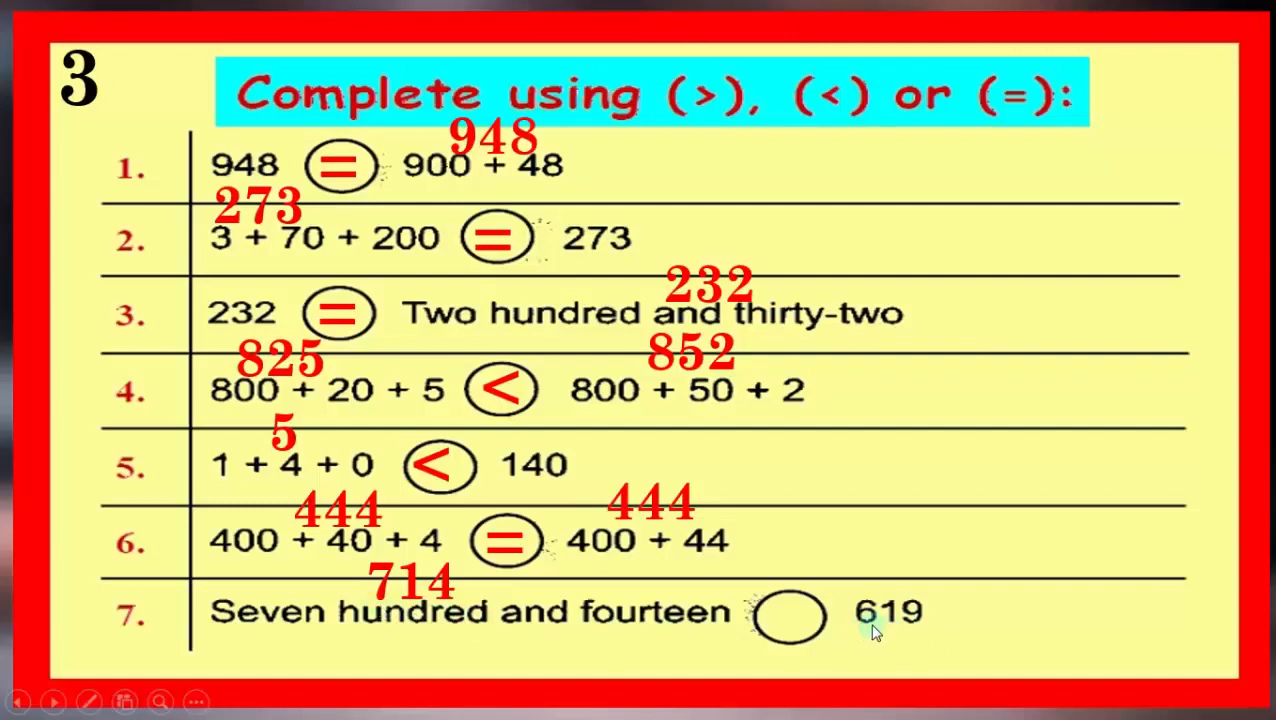 3
Complete using (>), (<) or (=):
948
1. 948 = 900 + 48
273
2. 3 + 70 + 200 = 273
232
3. 232 = Two hundred and thirty-two
825 852
4. 800 + 20 + 5 < 800 + 50 + 2
5
5. 1 + 4 + 0 < 140
444 444
6. 400 + 40 + 4 = 400 + 44
714
7. Seven hundred and fourteen 619